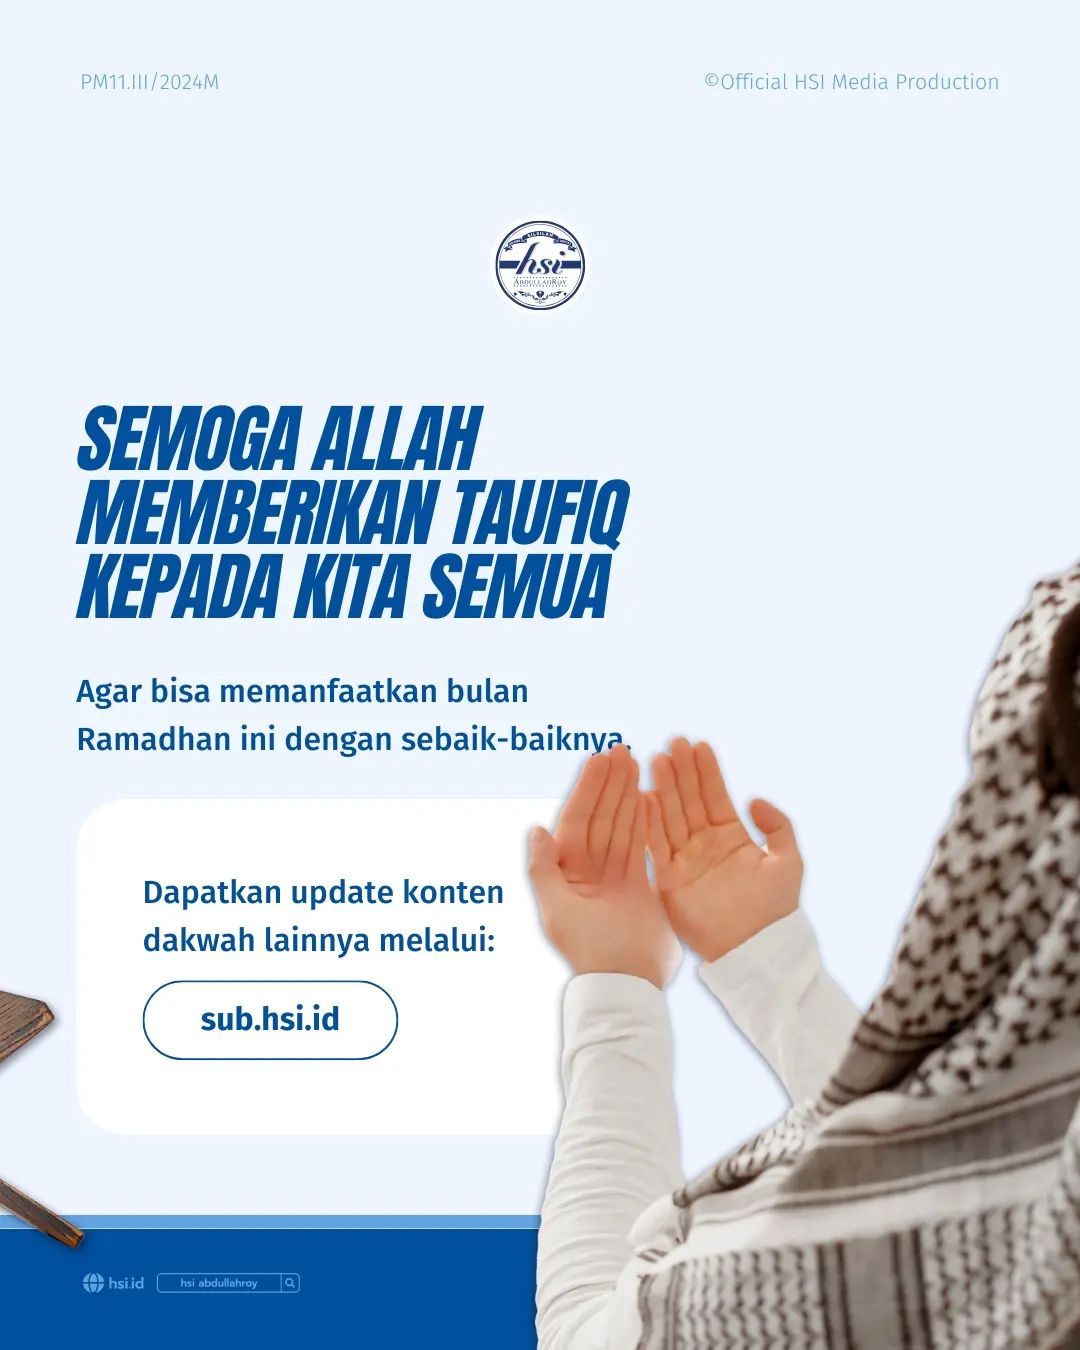 PM11.III/2024M
©Official HSI Media Production
SILSILAH
hsi
ABDULLAHROY
SEMOGA ALLAH
MEMBERIKAN TAUFIQ
KEPADA KITA SEMUA
Agar bisa memanfaatkan bulan
Ramadhan ini dengan sebaik-baiknya.
Dapatkan update konten
dakwah lainnya melalui:
sub.hsi.id
hsi.id
hsi abdullahroy